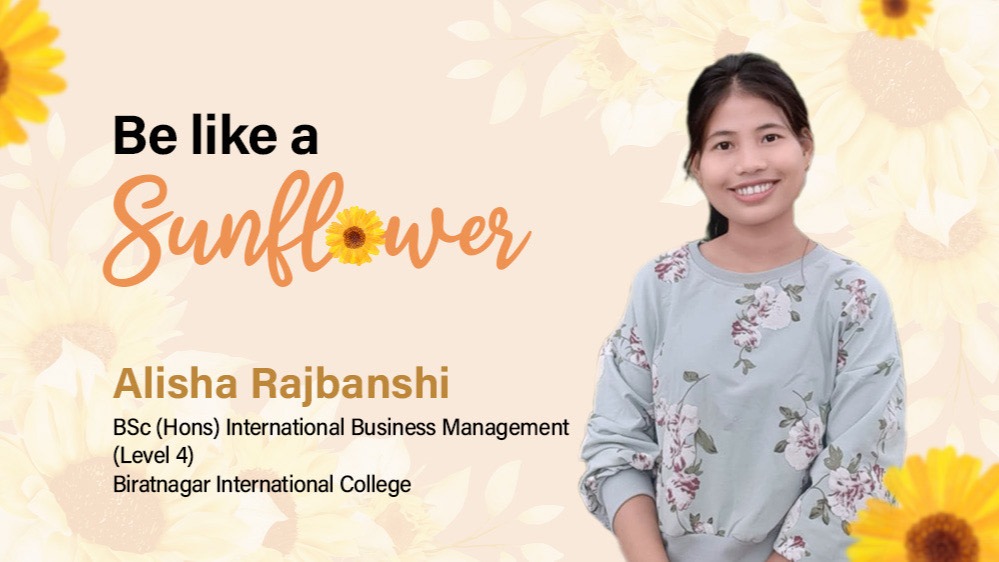 Be like a
Sunflower
Alisha Rajbanshi
BSc (Hons) International Business Management
(Level 4)
Biratnagar International College